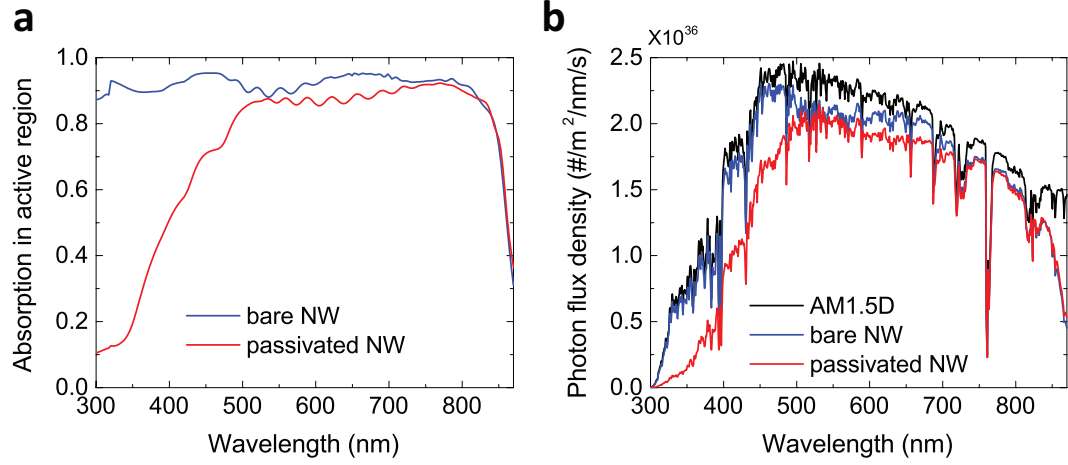 a
Absorption in active region
1.0
0.8
0.6
0.4
0.2
0.0
bare NW
passivated NW
300 400 500 600 700 800
Wavelength (nm)
b
X10³⁶
Photon flux density (#/m²/nm/s)
2.5
2.0
1.5
1.0
0.5
0.0
AM1.5D
bare NW
passivated NW
300 400 500 600 700 800
Wavelength (nm)